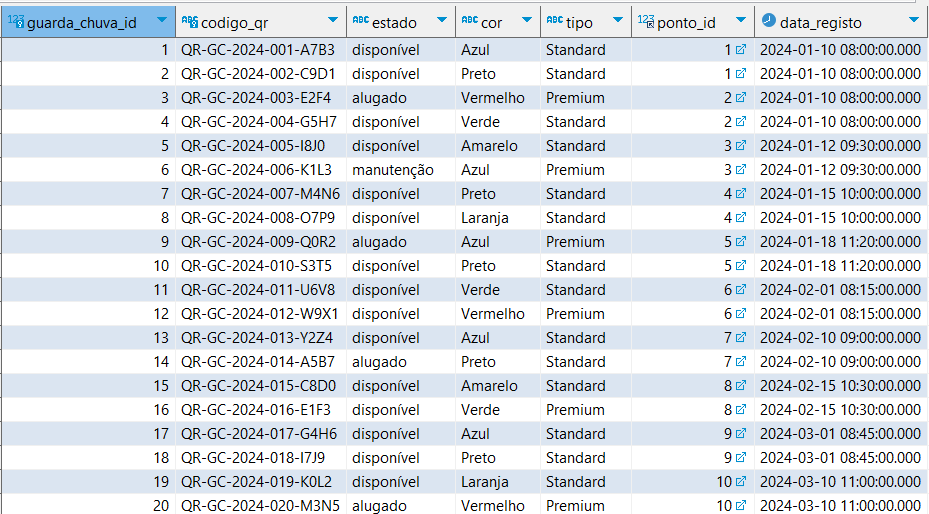 123 guarda_chuva_id ABC codigo_qr ABC estado ABC cor ABC tipo 123 ponto_id data_registo
1 QR-GC-2024-001-A7B3 disponível Azul Standard 1 2024-01-10 08:00:00.000
2 QR-GC-2024-002-C9D1 disponível Preto Standard 1 2024-01-10 08:00:00.000
3 QR-GC-2024-003-E2F4 alugado Vermelho Premium 2 2024-01-10 08:00:00.000
4 QR-GC-2024-004-G5H7 disponível Verde Standard 2 2024-01-10 08:00:00.000
5 QR-GC-2024-005-I8J0 disponível Amarelo Standard 3 2024-01-12 09:30:00.000
6 QR-GC-2024-006-K1L3 manutenção Azul Premium 3 2024-01-12 09:30:00.000
7 QR-GC-2024-007-M4N6 disponível Preto Standard 4 2024-01-15 10:00:00.000
8 QR-GC-2024-008-O7P9 disponível Laranja Standard 4 2024-01-15 10:00:00.000
9 QR-GC-2024-009-Q0R2 alugado Azul Premium 5 2024-01-18 11:20:00.000
10 QR-GC-2024-010-S3T5 disponível Preto Standard 5 2024-01-18 11:20:00.000
11 QR-GC-2024-011-U6V8 disponível Verde Standard 6 2024-02-01 08:15:00.000
12 QR-GC-2024-012-W9X1 disponível Vermelho Premium 6 2024-02-01 08:15:00.000
13 QR-GC-2024-013-Y2Z4 disponível Azul Standard 7 2024-02-10 09:00:00.000
14 QR-GC-2024-014-A5B7 alugado Preto Standard 7 2024-02-10 09:00:00.000
15 QR-GC-2024-015-C8D0 disponível Amarelo Standard 8 2024-02-15 10:30:00.000
16 QR-GC-2024-016-E1F3 disponível Verde Premium 8 2024-02-15 10:30:00.000
17 QR-GC-2024-017-G4H6 disponível Azul Standard 9 2024-03-01 08:45:00.000
18 QR-GC-2024-018-I7J9 disponível Preto Standard 9 2024-03-01 08:45:00.000
19 QR-GC-2024-019-K0L2 disponível Laranja Standard 10 2024-03-10 11:00:00.000
20 QR-GC-2024-020-M3N5 alugado Vermelho Premium 10 2024-03-10 11:00:00.000